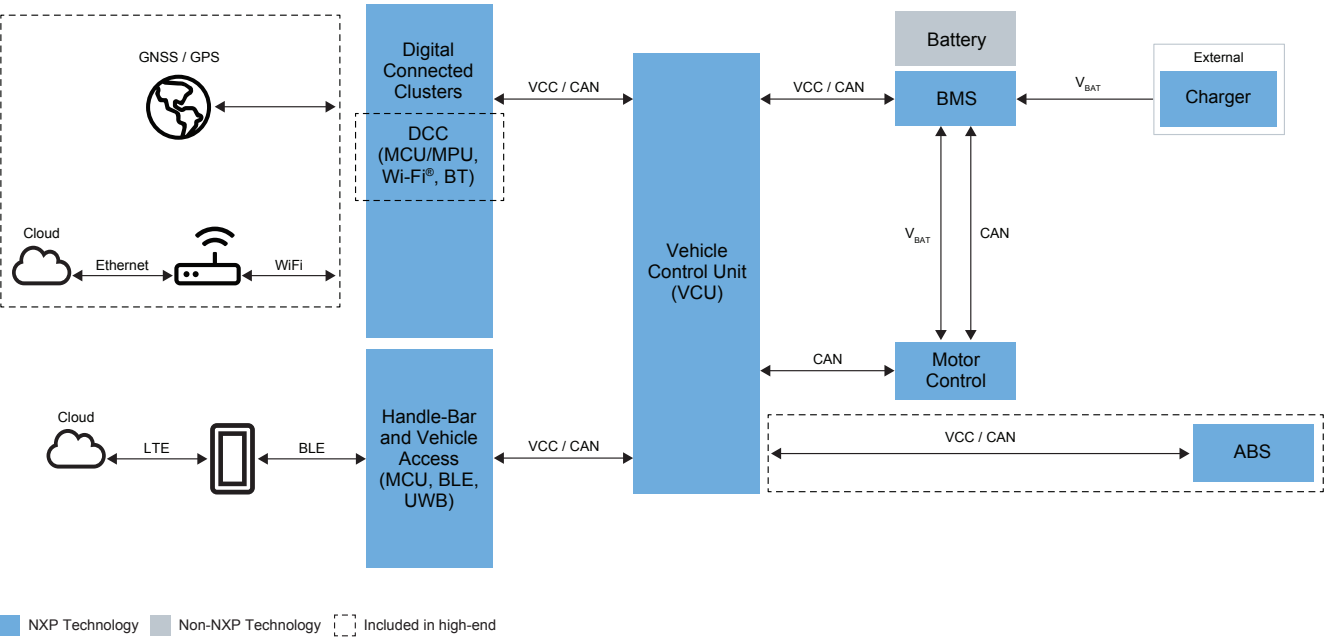 GNSS / GPS
Cloud
Ethernet
WiFi
Digital
Connected
Clusters
DCC
(MCU/MPU,
Wi-Fi®, BT)
VCC / CAN
Cloud
LTE
BLE
Handle-Bar
and Vehicle
Access
(MCU, BLE,
UWB)
VCC / CAN
Vehicle
Control Unit
(VCU)
VCC / CAN
Battery
BMS
VBAT
External
Charger
VBAT
CAN
CAN
Motor
Control
VCC / CAN
ABS
NXP Technology
Non-NXP Technology
Included in high-end